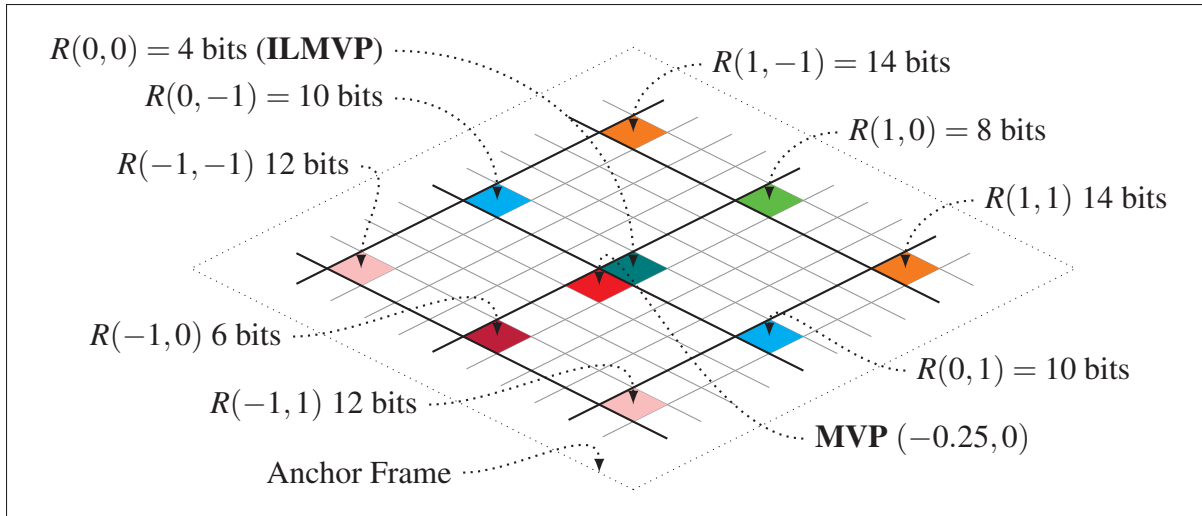 R(0,0) = 4 bits (ILMVP)
R(0,−1) = 10 bits
R(−1,−1) 12 bits
R(1,−1) = 14 bits
R(1,0) = 8 bits
R(1,1) 14 bits
R(−1,0) 6 bits
R(−1,1) 12 bits
Anchor Frame
R(0,1) = 10 bits
MVP (−0.25,0)